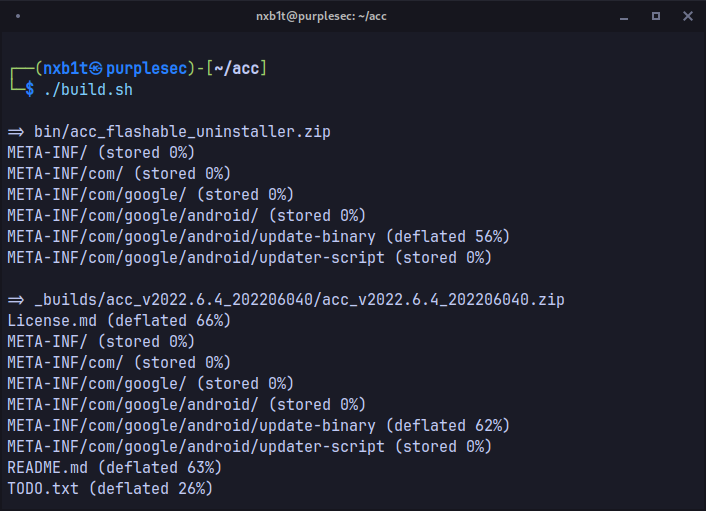 nxb1t@purplesec: ~/acc
┌──(nxb1t㉿purplesec)-[~/acc]
└─$ ./build.sh
=> bin/acc_flashable_uninstaller.zip
META-INF/ (stored 0%)
META-INF/com/ (stored 0%)
META-INF/com/google/ (stored 0%)
META-INF/com/google/android/ (stored 0%)
META-INF/com/google/android/update-binary (deflated 56%)
META-INF/com/google/android/updater-script (stored 0%)
=> _builds/acc_v2022.6.4_202206040/acc_v2022.6.4_202206040.zip
License.md (deflated 66%)
META-INF/ (stored 0%)
META-INF/com/ (stored 0%)
META-INF/com/google/ (stored 0%)
META-INF/com/google/android/ (stored 0%)
META-INF/com/google/android/update-binary (deflated 62%)
META-INF/com/google/android/updater-script (stored 0%)
README.md (deflated 63%)
TODO.txt (deflated 26%)